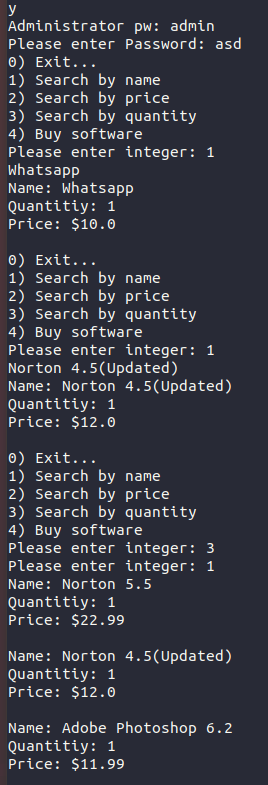 y
Administrator pw: admin
Please enter Password: asd
0) Exit...
1) Search by name
2) Search by price
3) Search by quantity
4) Buy software
Please enter integer: 1
Whatsapp
Name: Whatsapp
Quantitiy: 1
Price: $10.0

0) Exit...
1) Search by name
2) Search by price
3) Search by quantity
4) Buy software
Please enter integer: 1
Norton 4.5(Updated)
Name: Norton 4.5(Updated)
Quantitiy: 1
Price: $12.0

0) Exit...
1) Search by name
2) Search by price
3) Search by quantity
4) Buy software
Please enter integer: 3
Please enter integer: 1
Name: Norton 5.5
Quantitiy: 1
Price: $22.99

Name: Norton 4.5(Updated)
Quantitiy: 1
Price: $12.0

Name: Adobe Photoshop 6.2
Quantitiy: 1
Price: $11.99